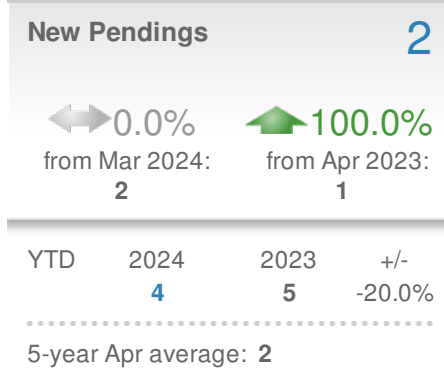 New Pendings 2
0.0% 100.0%
from Mar 2024: from Apr 2023:
2 1
YTD 2024 2023 +/-
4 5 -20.0%
5-year Apr average: 2